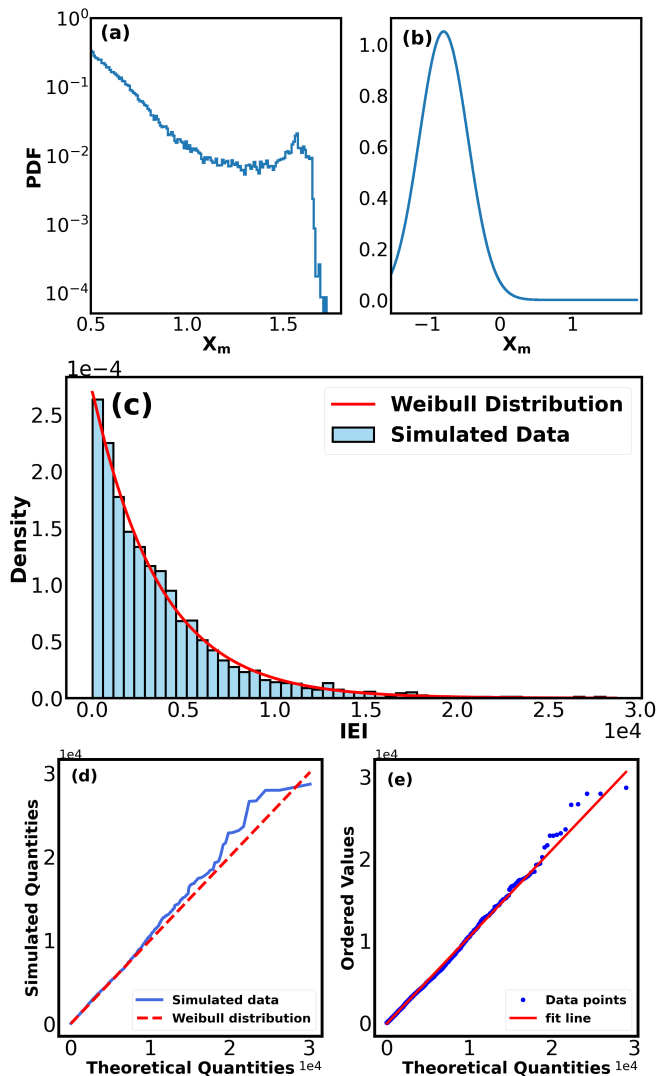 (a)
10⁰
10⁻¹
10⁻²
10⁻³
10⁻⁴
PDF
0.5
1.0
1.5
Xₘ
(b)
1.0
0.8
0.6
0.4
0.2
0.0
−1
0
1
Xₘ
1e−4
(c)
Weibull Distribution
Simulated Data
2.5
2.0
1.5
1.0
0.5
0.0
Density
0.0
0.5
1.0
1.5
2.0
2.5
3.0
IEI
1e4
1e4
(d)
3
2
1
0
Simulated Quantities
Simulated data
Weibull distribution
0
1
2
3
Theoretical Quantities
1e4
1e4
(e)
3
2
1
0
Ordered Values
Data points
fit line
0
1
2
3
Theoretical Quantities
1e4